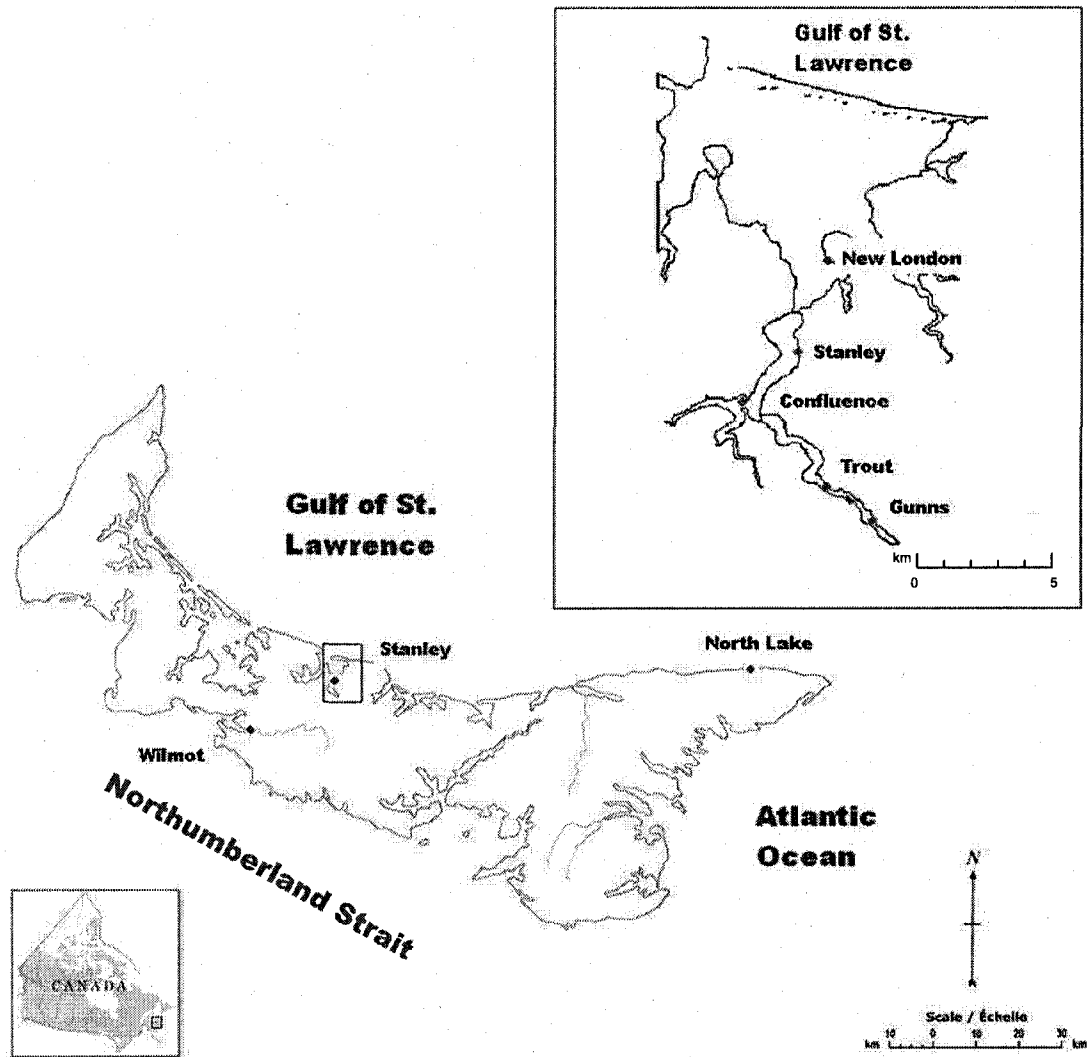 Gulf of St.
Lawrence
New London
Stanley
Confluence
Trout
Gunns
km
0 5
Gulf of St.
Lawrence
Stanley
North Lake
Wilmot
Northumberland Strait
Atlantic
Ocean
N
CANADA
Scale / Échelle
km 10 0 10 20 30 km